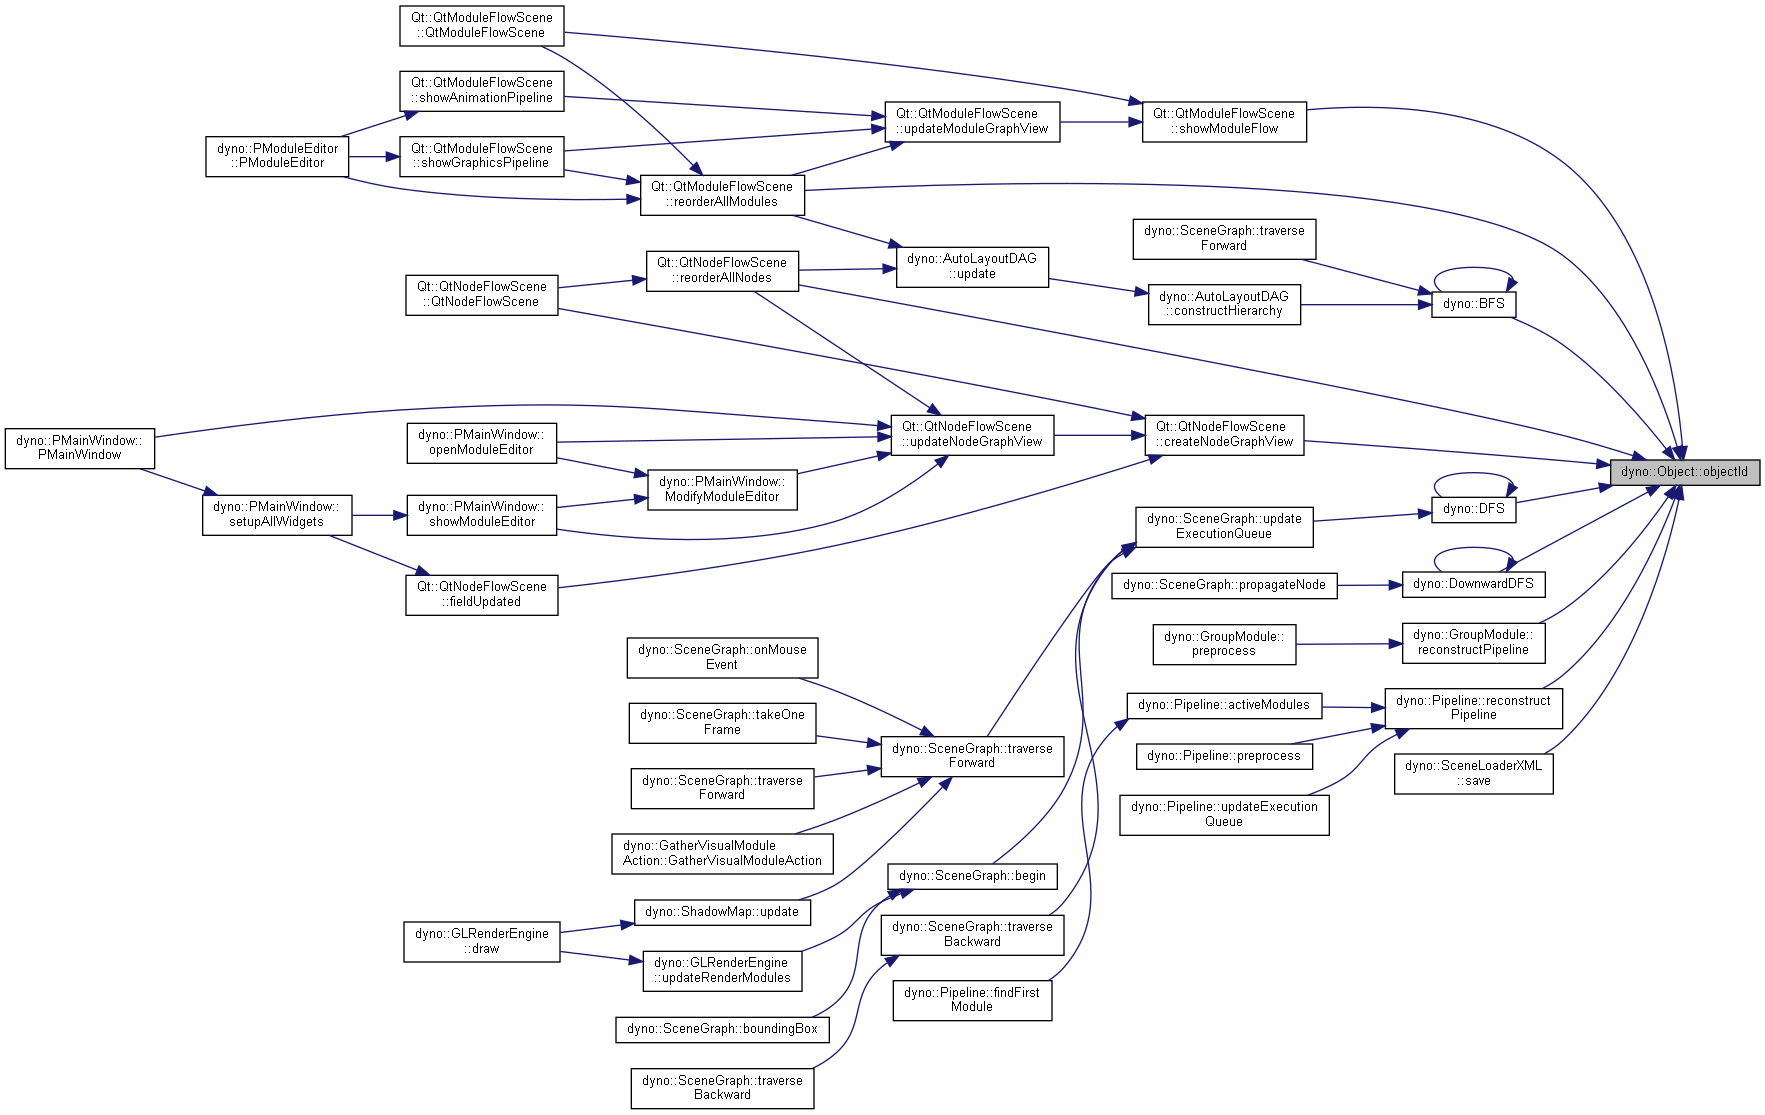 Qt::QtModuleFlowScene
::QtModuleFlowScene
Qt::QtModuleFlowScene
::showAnimationPipeline
Qt::QtModuleFlowScene
::updateModuleGraphView
Qt::QtModuleFlowScene
::showModuleFlow
dyno::PModuleEditor
::PModuleEditor
Qt::QtModuleFlowScene
::showGraphicsPipeline
Qt::QtModuleFlowScene
::reorderAllModules
dyno::SceneGraph::traverse
Forward
Qt::QtNodeFlowScene
::reorderAllNodes
dyno::AutoLayoutDAG
::update
Qt::QtNodeFlowScene
::QtNodeFlowScene
dyno::AutoLayoutDAG
::constructHierarchy
dyno::BFS
dyno::PMainWindow::
PMainWindow
dyno::PMainWindow::
openModuleEditor
Qt::QtNodeFlowScene
::updateNodeGraphView
Qt::QtNodeFlowScene
::createNodeGraphView
dyno::Object::objectId
dyno::PMainWindow::
ModifyModuleEditor
dyno::PMainWindow::
setupAllWidgets
dyno::PMainWindow::
showModuleEditor
dyno::DFS
dyno::SceneGraph::update
ExecutionQueue
Qt::QtNodeFlowScene
::fieldUpdated
dyno::SceneGraph::propagateNode
dyno::DownwardDFS
dyno::GroupModule::
preprocess
dyno::GroupModule::
reconstructPipeline
dyno::SceneGraph::onMouse
Event
dyno::SceneGraph::takeOne
Frame
dyno::Pipeline::activeModules
dyno::Pipeline::reconstruct
Pipeline
dyno::SceneGraph::traverse
Forward
dyno::Pipeline::preprocess
dyno::SceneGraph::traverse
Forward
dyno::SceneLoaderXML
::save
dyno::Pipeline::updateExecution
Queue
dyno::GatherVisualModule
Action::GatherVisualModuleAction
dyno::SceneGraph::begin
dyno::ShadowMap::update
dyno::GLRenderEngine
::draw
dyno::SceneGraph::traverse
Backward
dyno::GLRenderEngine
::updateRenderModules
dyno::Pipeline::findFirst
Module
dyno::SceneGraph::boundingBox
dyno::SceneGraph::traverse
Backward